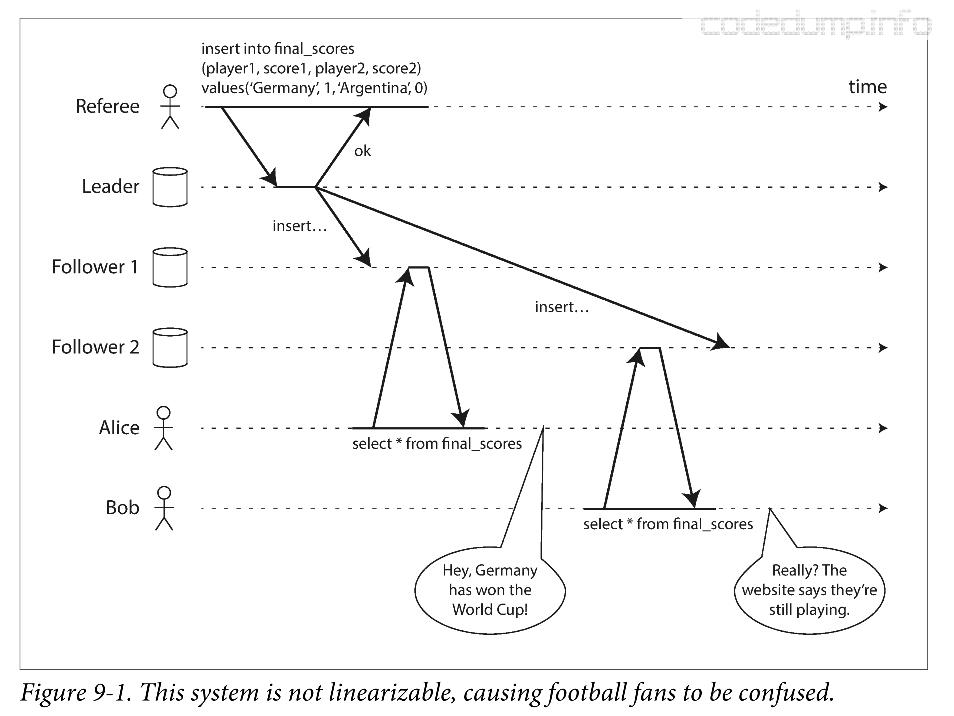 codedump.info
insert into final_scores
(player1, score1, player2, score2)
values('Germany', 1, 'Argentina', 0)
time
Referee
ok
Leader
insert…
Follower 1
insert…
Follower 2
Alice
select * from final_scores
Bob
select * from final_scores
Hey, Germany
has won the
World Cup!
Really? The
website says they're
still playing.
Figure 9-1. This system is not linearizable, causing football fans to be confused.